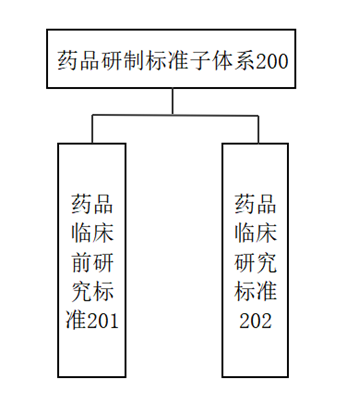 药品研制标准子体系200
药品
临床
前研
究标
准201
药品
临床
研究
标准
202